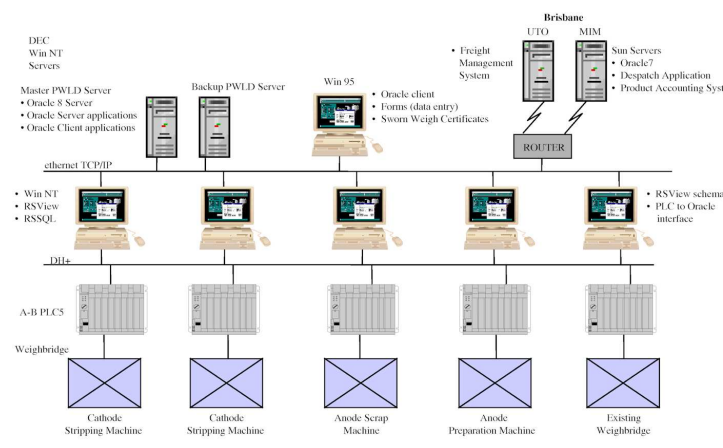 Brisbane
UTO
MIM
DEC
Win NT
Servers
• Freight
Management
System
Sun Servers
• Oracle7
• Despatch Application
• Product Accounting Syst
Master PWLD Server
• Oracle 8 Server
• Oracle Server applications
• Oracle Client applications
Backup PWLD Server
Win 95
• Oracle client
• Forms (data entry)
• Sworn Weigh Certificates
ROUTER
ethernet TCP/IP
• Win NT
• RSView
• RSSQL
• RSView schema
• PLC to Oracle
interface
DH+
A-B PLC5
Weighbridge
Cathode
Stripping Machine
Cathode
Stripping Machine
Anode Scrap
Machine
Anode
Preparation Machine
Existing
Weighbridge